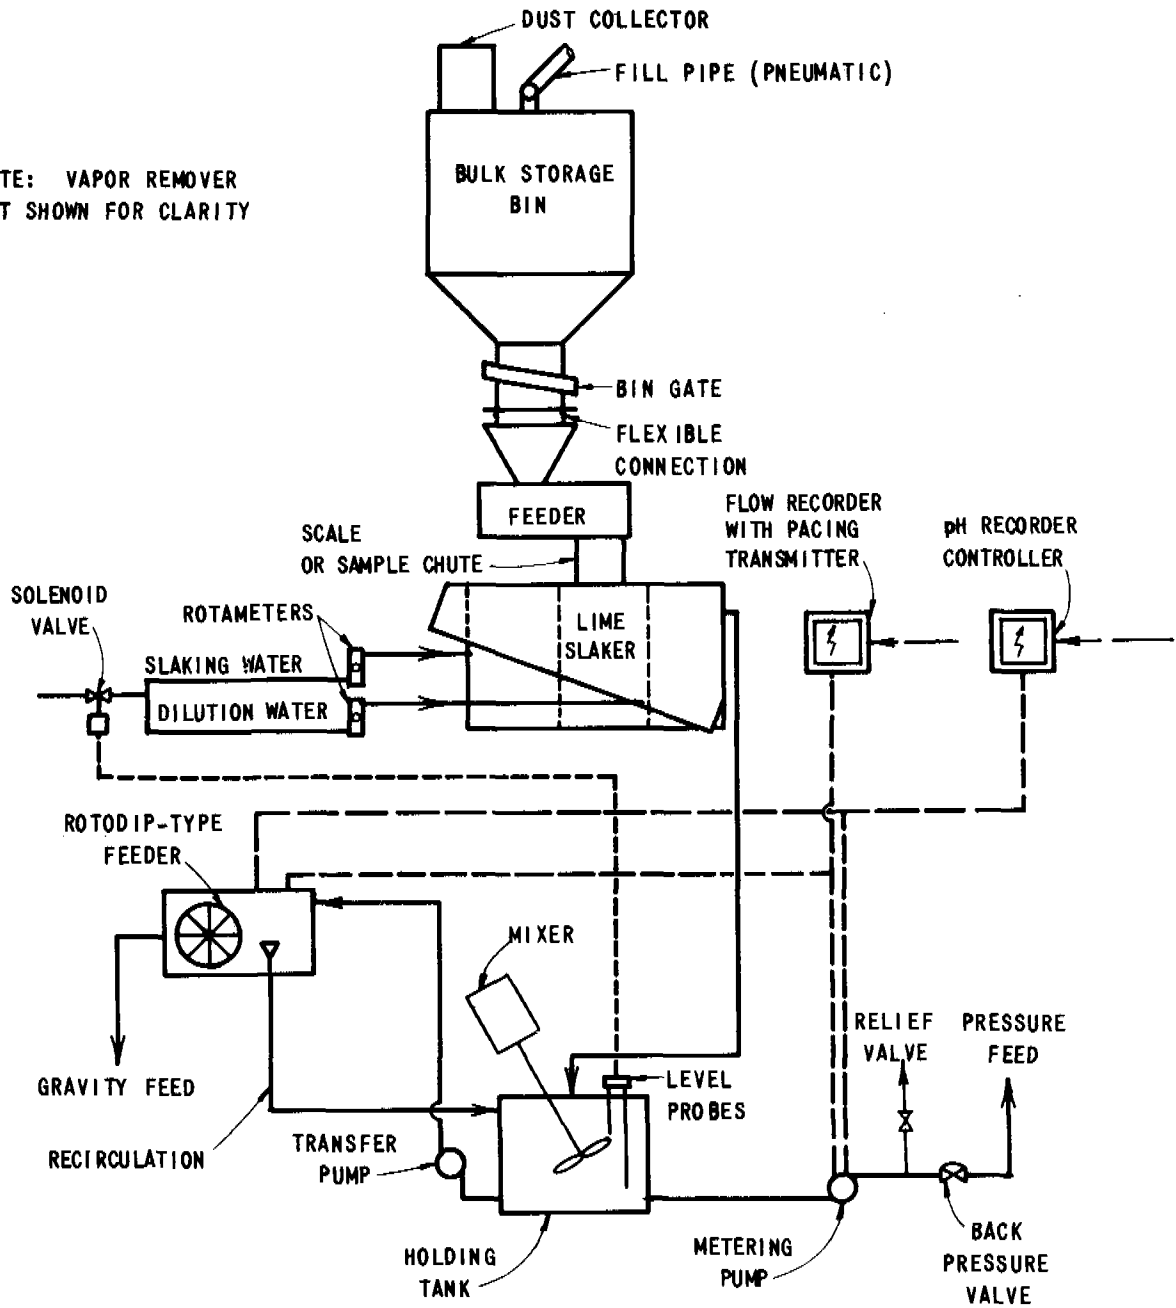 DUST COLLECTOR
FILL PIPE (PNEUMATIC)
TE: VAPOR REMOVER
T SHOWN FOR CLARITY
BULK STORAGE
BIN
BIN GATE
FLEXIBLE
CONNECTION
FEEDER
FLOW RECORDER
WITH PACING
TRANSMITTER
pH RECORDER
CONTROLLER
SCALE
OR SAMPLE CHUTE
SOLENOID
VALVE
ROTAMETERS
LIME
SLAKER
SLAKING WATER
DILUTION WATER
ROTODIP-TYPE
FEEDER
MIXER
RELIEF
VALVE
PRESSURE
FEED
GRAVITY FEED
LEVEL
PROBES
RECIRCULATION
TRANSFER
PUMP
HOLDING
TANK
METERING
PUMP
BACK
PRESSURE
VALVE